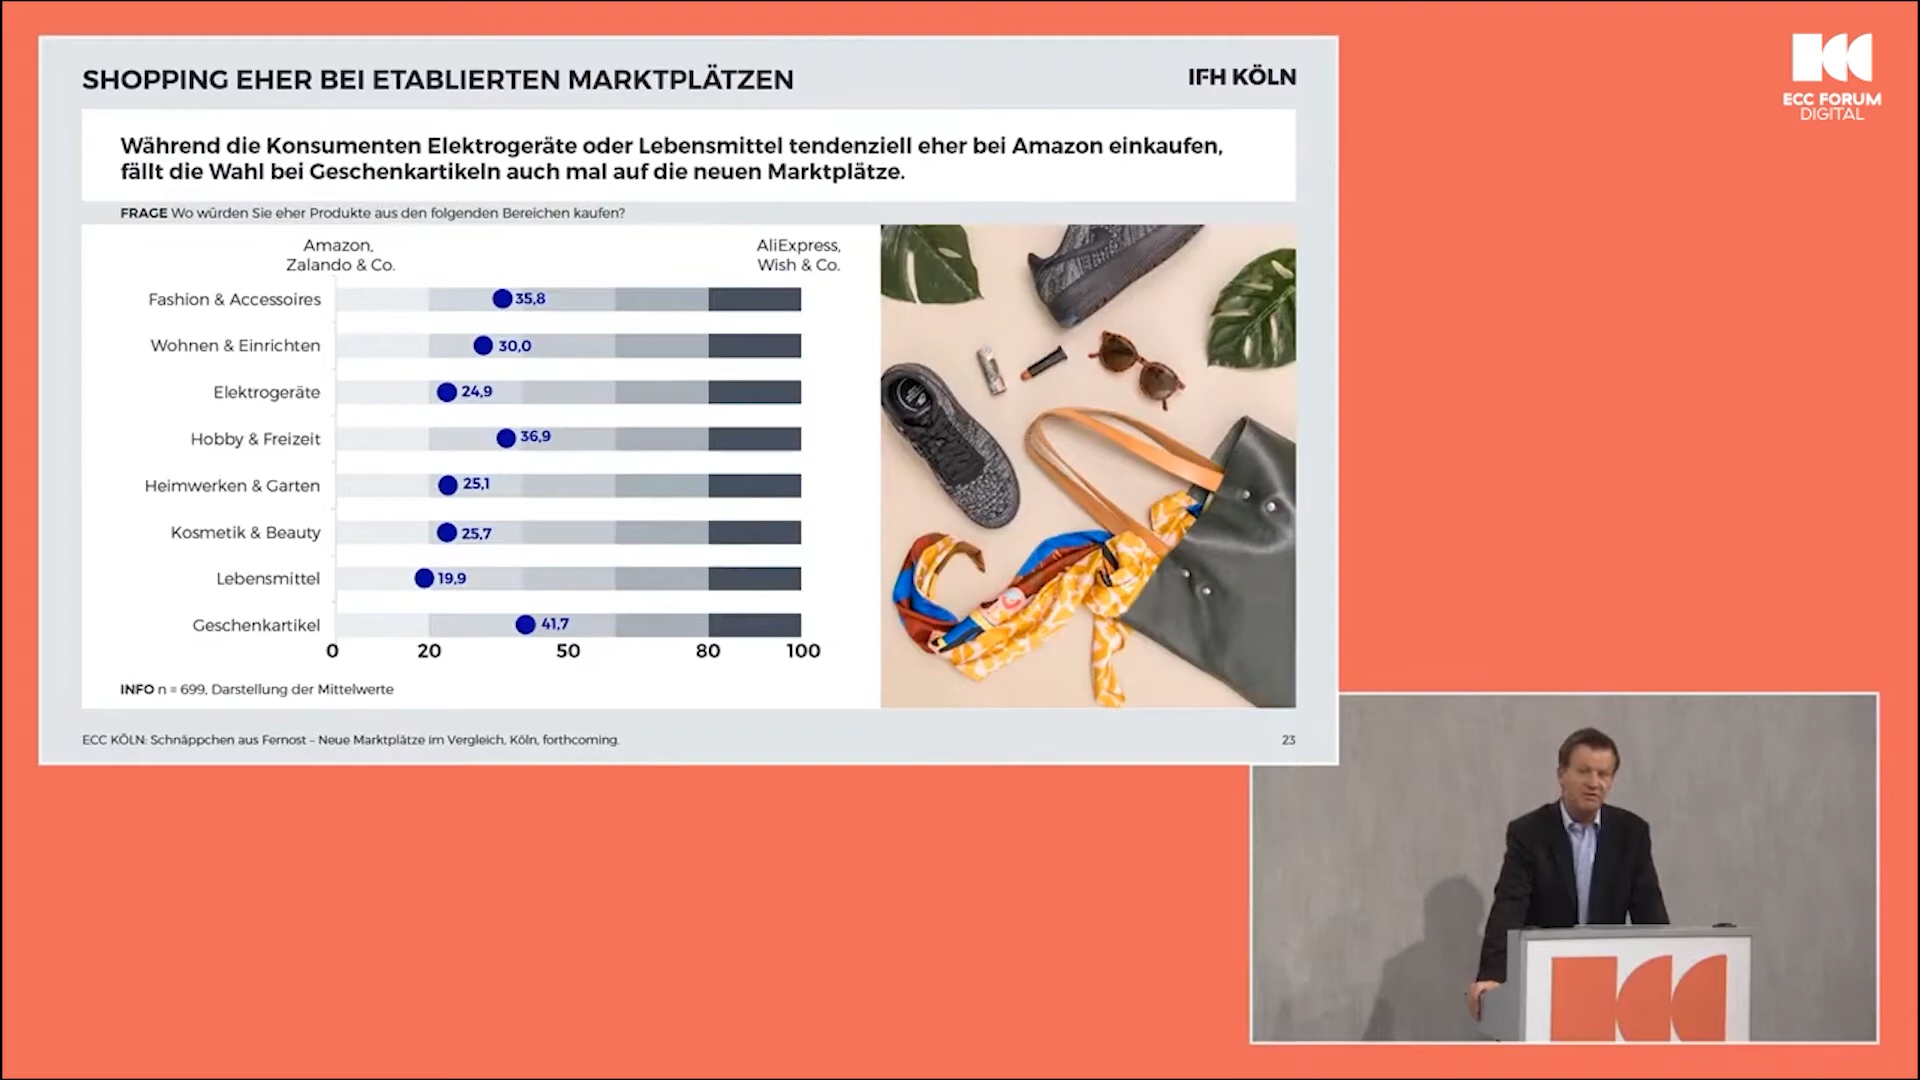 SHOPPING EHER BEI ETABLIERTEN MARKTPLÄTZEN
IFH KÖLN
ECC FORUM
DIGITAL
Während die Konsumenten Elektrogeräte oder Lebensmittel tendenziell eher bei Amazon einkaufen,
fällt die Wahl bei Geschenkartikeln auch mal auf die neuen Marktplätze.
FRAGE Wo würden Sie eher Produkte aus den folgenden Bereichen kaufen?
Amazon,
Zalando & Co.
AliExpress,
Wish & Co.
Fashion & Accessoires 35,8
Wohnen & Einrichten 30,0
Elektrogeräte 24,9
Hobby & Freizeit 36,9
Heimwerken & Garten 25,1
Kosmetik & Beauty 25,7
Lebensmittel 19,9
Geschenkartikel 41,7
0 20 50 80 100
INFO n = 699, Darstellung der Mittelwerte
ECC KÖLN: Schnäppchen aus Fernost – Neue Marktplätze im Vergleich, Köln, forthcoming.
23